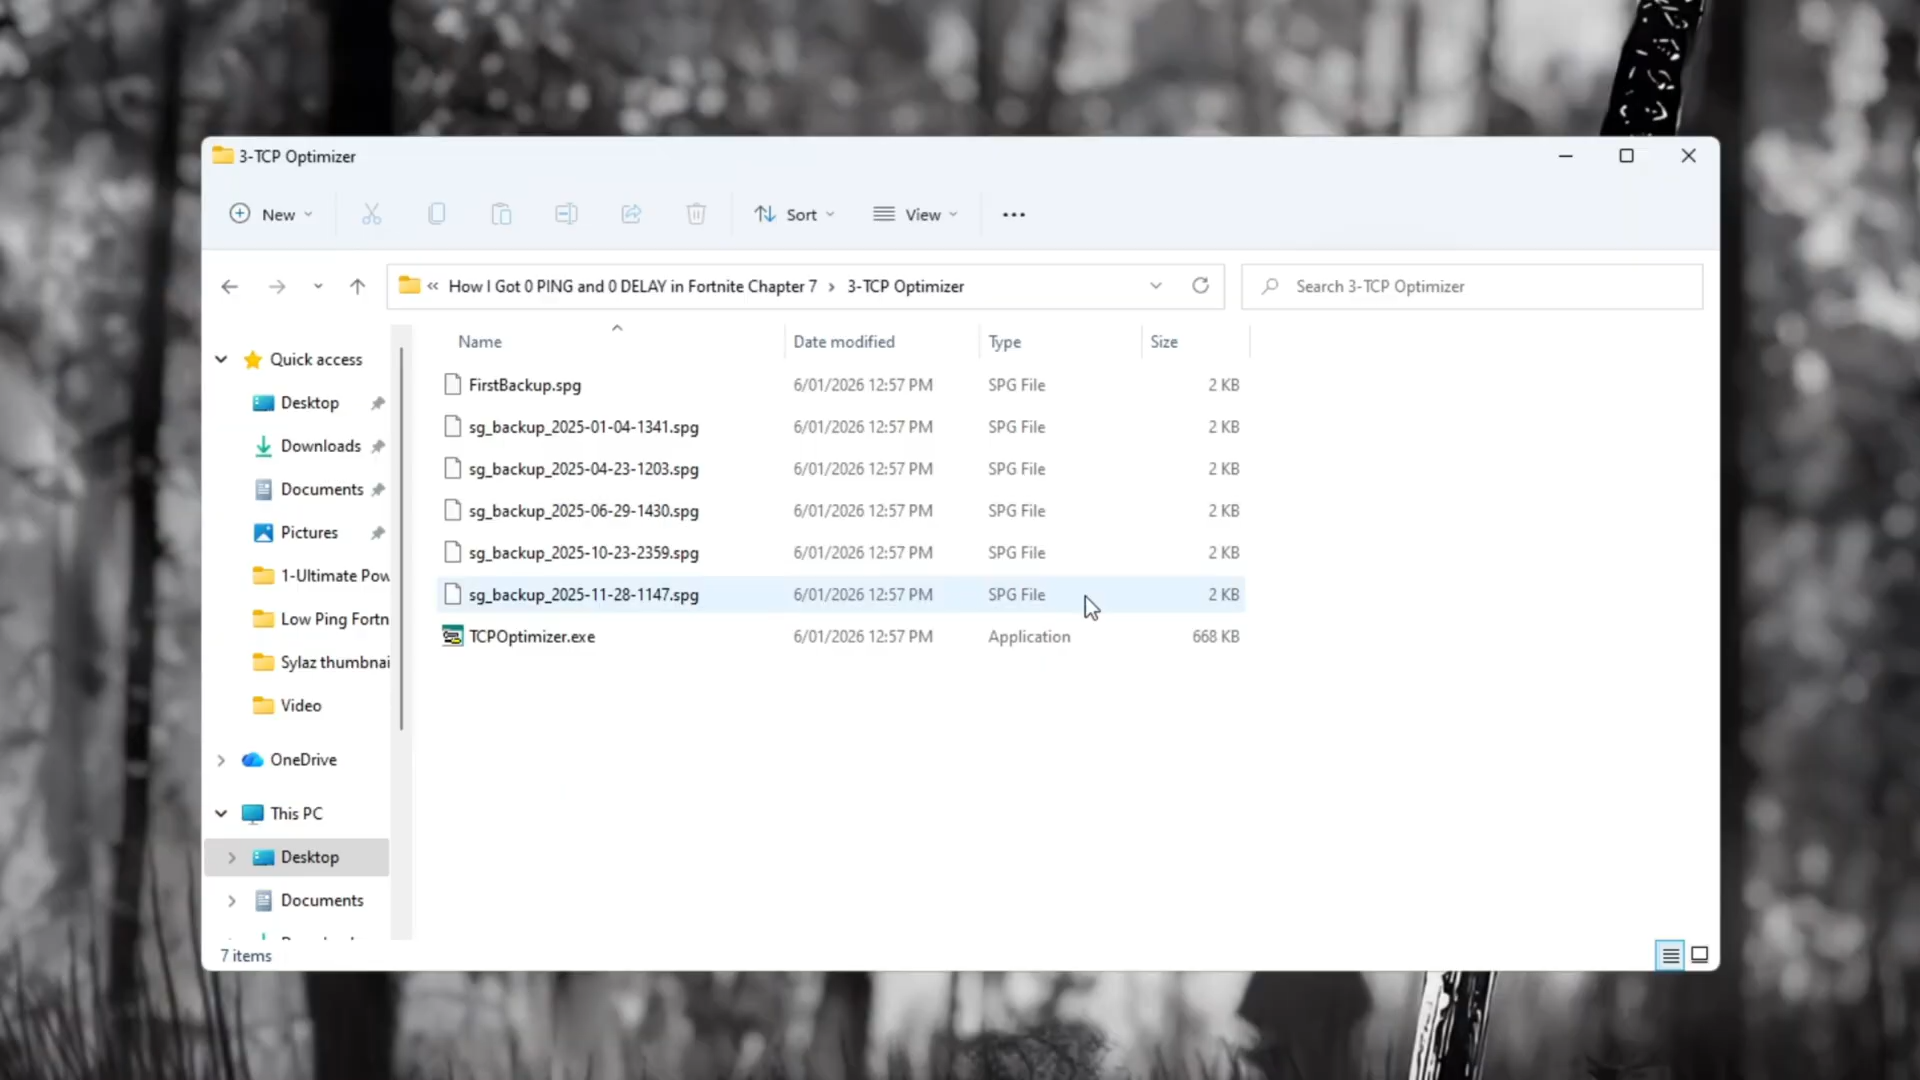 3-TCP Optimizer
New
Sort
View
« How I Got 0 PING and 0 DELAY in Fortnite Chapter 7 › 3-TCP Optimizer
Search 3-TCP Optimizer
Quick access
Desktop
Downloads
Documents
Pictures
1-Ultimate Pow
Low Ping Fortn
Sylaz thumbnai
Video
OneDrive
This PC
Desktop
Documents
Name Date modified Type Size
FirstBackup.spg 6/01/2026 12:57 PM SPG File 2 KB
sg_backup_2025-01-04-1341.spg 6/01/2026 12:57 PM SPG File 2 KB
sg_backup_2025-04-23-1203.spg 6/01/2026 12:57 PM SPG File 2 KB
sg_backup_2025-06-29-1430.spg 6/01/2026 12:57 PM SPG File 2 KB
sg_backup_2025-10-23-2359.spg 6/01/2026 12:57 PM SPG File 2 KB
sg_backup_2025-11-28-1147.spg 6/01/2026 12:57 PM SPG File 2 KB
TCPOptimizer.exe 6/01/2026 12:57 PM Application 668 KB
7 items